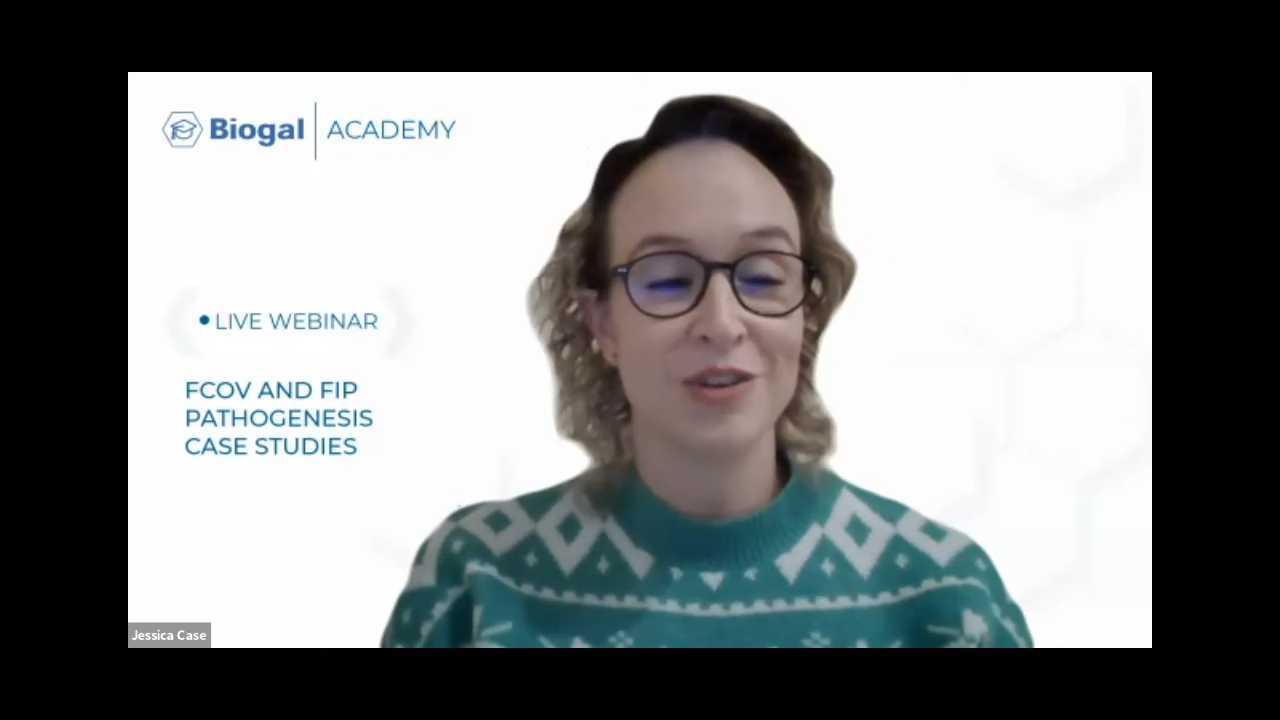 Biogal ACADEMY
LIVE WEBINAR
FCOV AND FIP
PATHOGENESIS
CASE STUDIES
Jessica Case